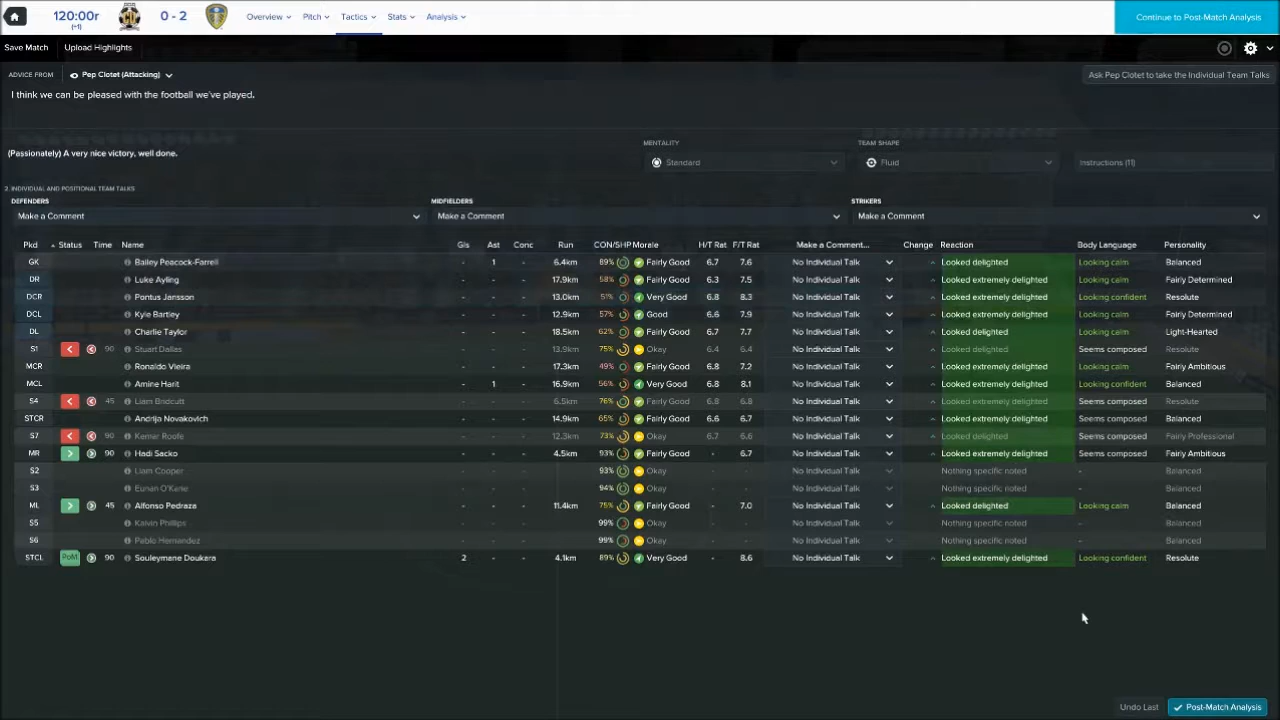 120:00r 0 - 2 Overview Pitch Tactics Stats Analysis Continue to Post-Match Analysis
(-1)
Save Match Upload Highlights
ADVICE FROM Pep Clotet (Attacking) Ask Pep Clotet to take the Individual Team Talks
I think we can be pleased with the football we've played.
MENTALITY TEAM SHAPE
(Passionately) A very nice victory, well done.
Standard Fluid Instructions (11)
2. INDIVIDUAL AND POSITIONAL TEAM TALKS
DEFENDERS MIDFIELDERS STRIKERS
Make a Comment Make a Comment Make a Comment
Pkd Status Time Name Gls Ast Conc Run CON/SHP Morale H/T Rat F/T Rat Make a Comment... Change Reaction Body Language Personality
GK Bailey Peacock-Farrell - 1 - 6.4km 89% Fairly Good 6.7 7.6 No Individual Talk Looked delighted Looking calm Balanced
DR Luke Ayling - - - 17.9km 58% Fairly Good 6.3 7.5 No Individual Talk Looked extremely delighted Looking calm Fairly Determined
DCR Pontus Jansson - - - 13.0km 51% Very Good 6.8 8.3 No Individual Talk Looked extremely delighted Looking confident Resolute
DCL Kyle Bartley - - - 12.9km 57% Good 6.6 7.9 No Individual Talk Looked extremely delighted Looking calm Fairly Determined
DL Charlie Taylor - - - 18.5km 62% Fairly Good 6.7 7.7 No Individual Talk Looked delighted Looking calm Light-Hearted
S1 90 Stuart Dallas - - - 13.9km 75% Okay 6.4 6.4 No Individual Talk Looked delighted Seems composed Resolute
MCR Ronaldo Vieira - - - 17.3km 49% Fairly Good 6.8 7.2 No Individual Talk Looked extremely delighted Looking calm Fairly Ambitious
MCL Amine Harit - 1 - 16.9km 56% Very Good 6.8 8.1 No Individual Talk Looked extremely delighted Looking confident Balanced
S4 45 Liam Bridcutt - - - 6.5km 76% Fairly Good 6.8 6.8 No Individual Talk Looked extremely delighted Seems composed Resolute
STCR Andrija Novakovich - - - 14.9km 65% Fairly Good 6.6 6.7 No Individual Talk Looked extremely delighted Seems composed Balanced
S7 90 Kemar Roofe - - - 12.3km 73% Okay 6.7 6.6 No Individual Talk Looked delighted Seems composed Fairly Professional
MR 90 Hadi Sacko - - - 4.5km 93% Fairly Good - 6.7 No Individual Talk Looked extremely delighted Seems composed Fairly Ambitious
S2 Liam Cooper 93% Okay - - No Individual Talk Nothing specific noted - Balanced
S3 Eunan O'Kane 94% Okay - - No Individual Talk Nothing specific noted - Balanced
ML 45 Alfonso Pedraza - - - 11.4km 75% Fairly Good - 7.0 No Individual Talk Looked delighted Looking calm Balanced
S5 Kalvin Phillips 99% Okay - - No Individual Talk Nothing specific noted - Balanced
S6 Pablo Hernandez 99% Okay - - No Individual Talk Nothing specific noted - Balanced
STCL PoM 90 Souleymane Doukara 2 - - 4.1km 89% Very Good - 8.6 No Individual Talk Looked extremely delighted Looking confident Resolute
Undo Last Post-Match Analysis